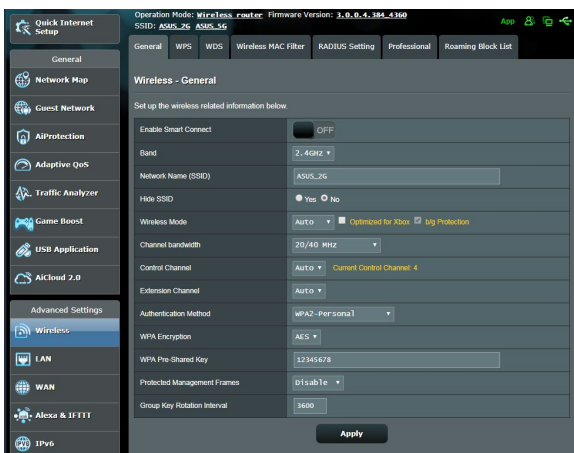 Quick Internet
Setup
Operation Mode: Wireless router Firmware Version: 3.0.0.4.384_4360
SSID: ASUS_2G ASUS_5G
App
General
Network Map
Guest Network
AiProtection
Adaptive QoS
Traffic Analyzer
Game Boost
USB Application
AiCloud 2.0
Advanced Settings
Wireless
LAN
WAN
Alexa & IFTTT
IPv6
General WPS WDS Wireless MAC Filter RADIUS Setting Professional Roaming Block List
Wireless - General
Set up the wireless related information below.
Enable Smart Connect OFF
Band 2.4GHz
Network Name (SSID) ASUS_2G
Hide SSID Yes No
Wireless Mode Auto Optimized for Xbox b/g Protection
Channel bandwidth 20/40 MHz
Control Channel Auto Current Control Channel: 4
Extension Channel Auto
Authentication Method WPA2-Personal
WPA Encryption AES
WPA Pre-Shared Key 12345678
Protected Management Frames Disable
Group Key Rotation Interval 3600
Apply